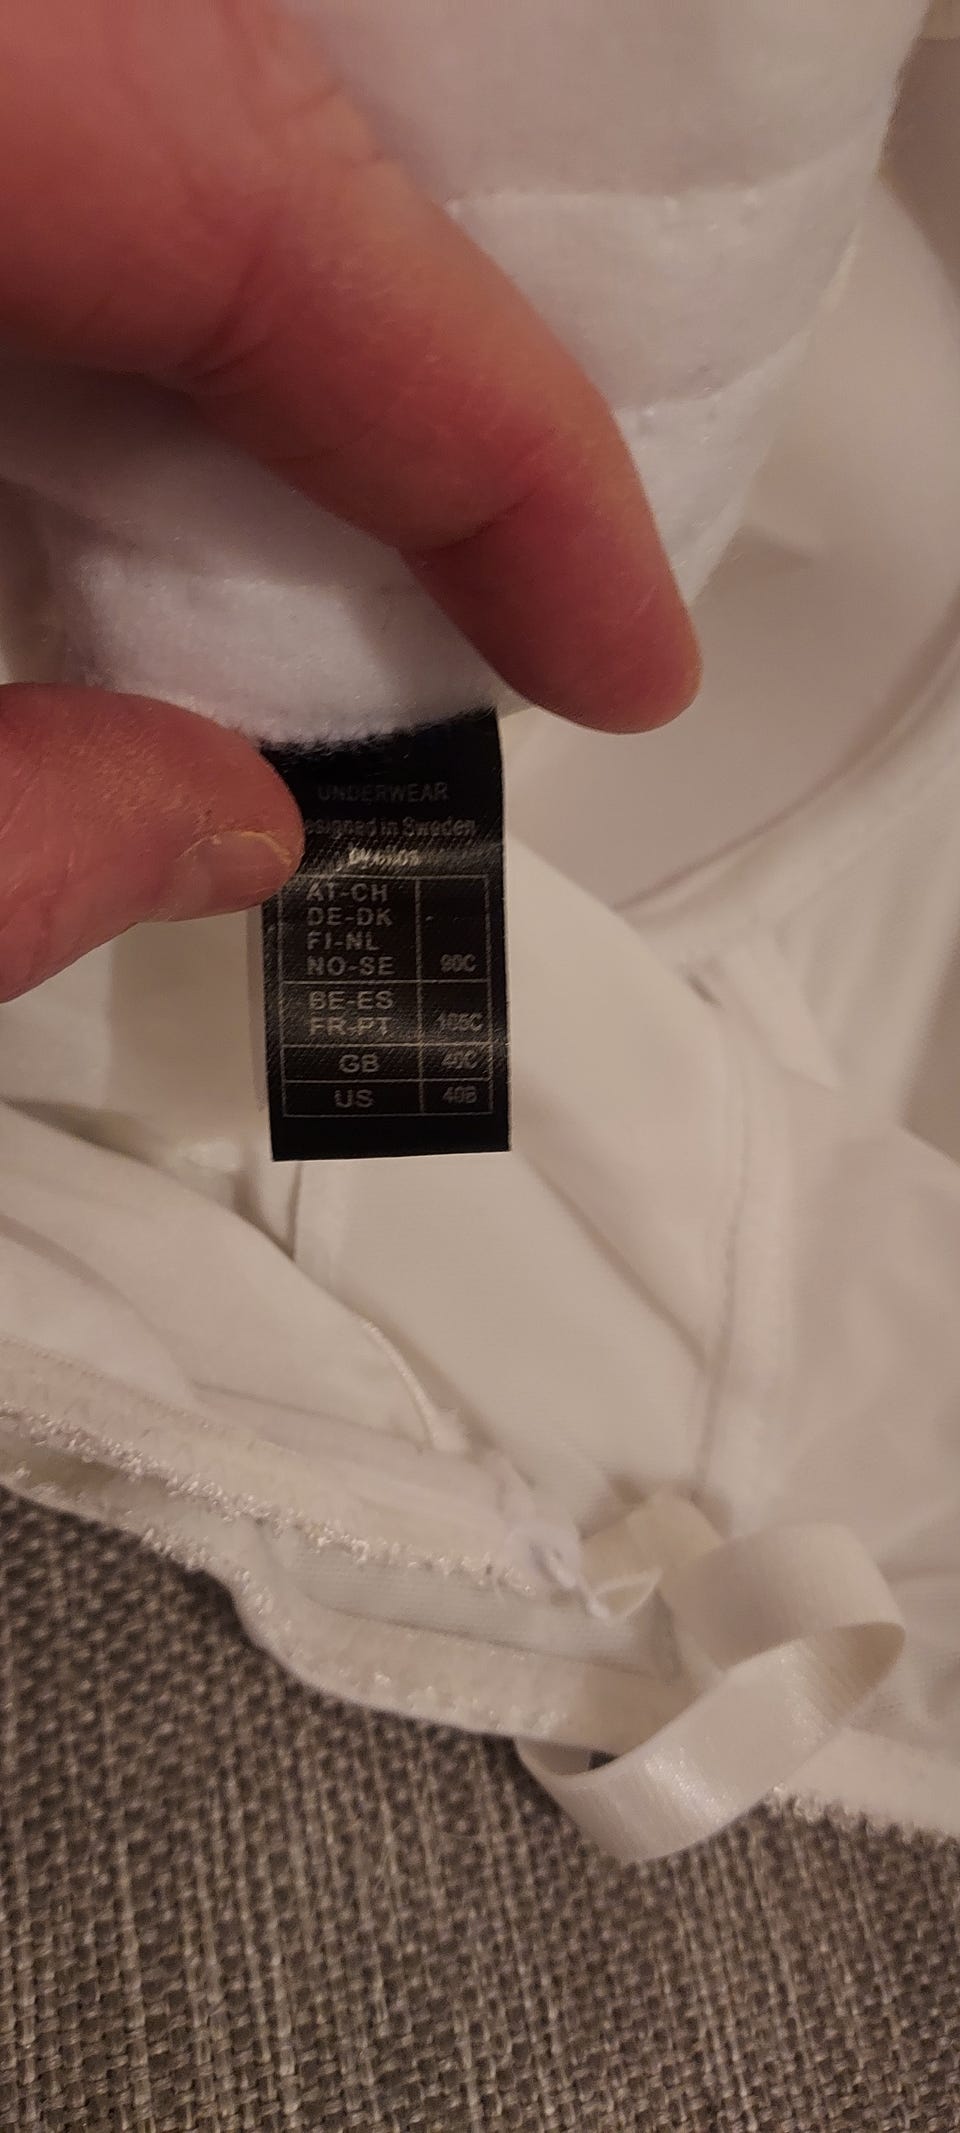 UNDERWEAR
esigned in Sweden
AT-CH
DE-DK
FI-NL
NO-SE 90C
BE-ES
FR-PT 105C
GB 40C
US 40B